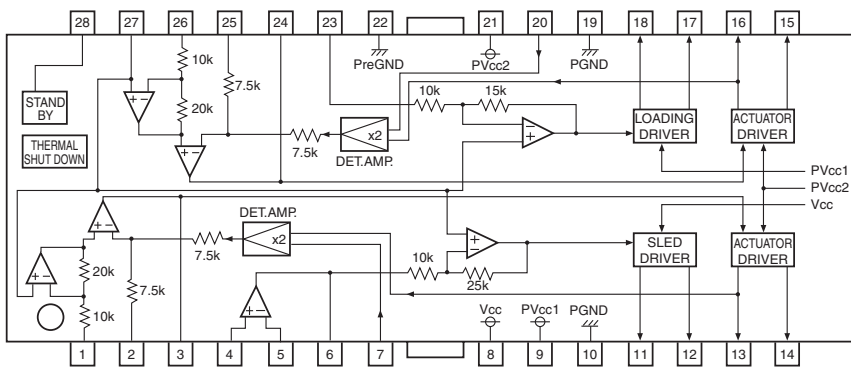 28 27 26 25 24 23 22 21 20 19 18 17 16 15
10k
PreGND
PVcc2
PGND
7.5k
STAND
BY
20k
10k
15k
THERMAL
SHUT DOWN
7.5k
x2
DET.AMP.
LOADING
DRIVER
ACTUATOR
DRIVER
PVcc1
PVcc2
Vcc
DET.AMP.
x2
7.5k
10k
25k
SLED
DRIVER
ACTUATOR
DRIVER
20k
7.5k
10k
Vcc
PVcc1
PGND
1 2 3 4 5 6 7 8 9 10 11 12 13 14
+ −
+ −
− +
+ −
+ −
+ −
+ −